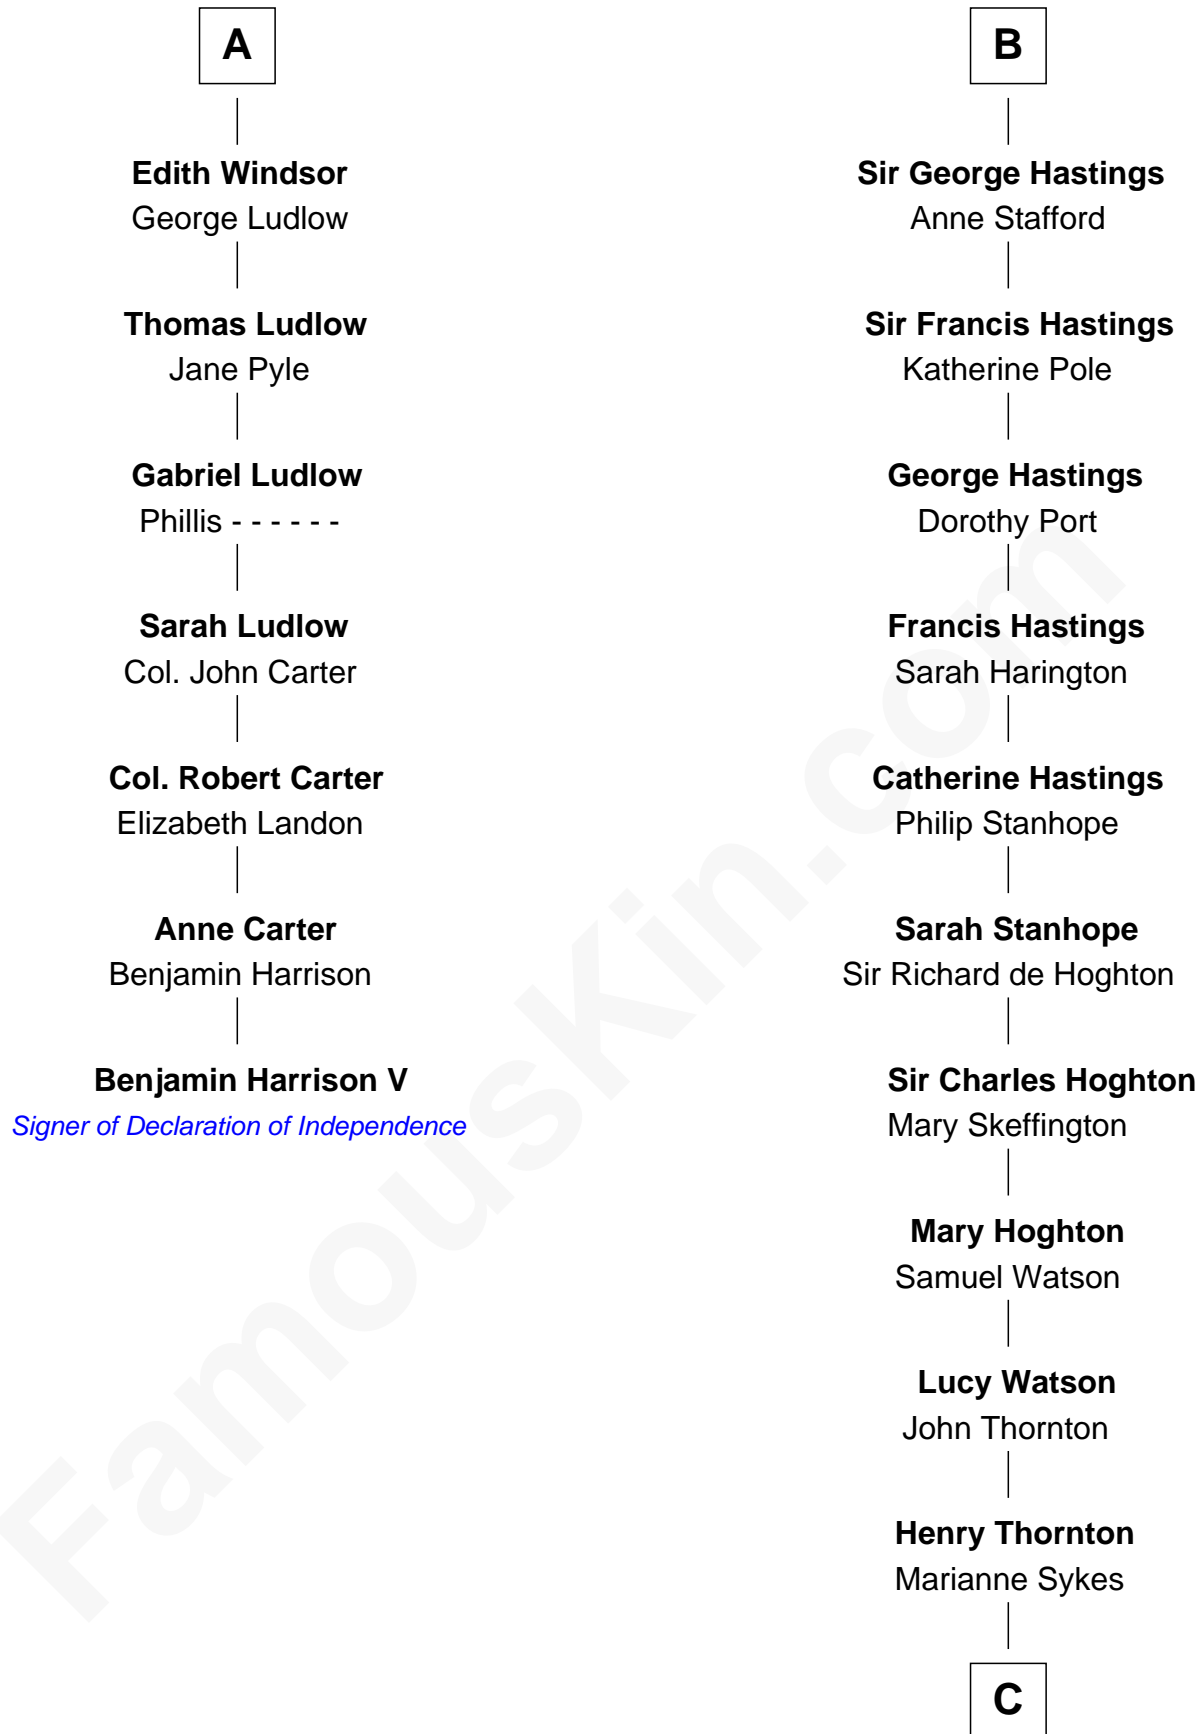 A
Edith Windsor
George Ludlow
Thomas Ludlow
Jane Pyle
Gabriel Ludlow
Phillis - - - - - -
Sarah Ludlow
Col. John Carter
Col. Robert Carter
Elizabeth Landon
Anne Carter
Benjamin Harrison
Benjamin Harrison V
Signer of Declaration of Independence
B
Sir George Hastings
Anne Stafford
Sir Francis Hastings
Katherine Pole
George Hastings
Dorothy Port
Francis Hastings
Sarah Harington
Catherine Hastings
Philip Stanhope
Sarah Stanhope
Sir Richard de Hoghton
Sir Charles Hoghton
Mary Skeffington
Mary Hoghton
Samuel Watson
Lucy Watson
John Thornton
Henry Thornton
Marianne Sykes
C
FamousKin.com